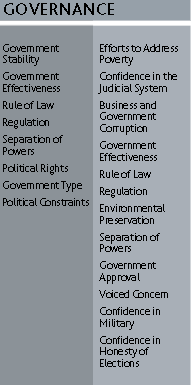 GOVERNANCE
Government
Stability
Government
Effectiveness
Rule of Law
Regulation
Separation of
Powers
Political Rights
Government Type
Political Constraints
Efforts to Address
Poverty
Confidence in the
Judicial System
Business and
Government
Corruption
Government
Effectiveness
Rule of Law
Regulation
Environmental
Preservation
Separation of
Powers
Government
Approval
Voiced Concern
Confidence in
Military
Confidence in
Honesty of
Elections